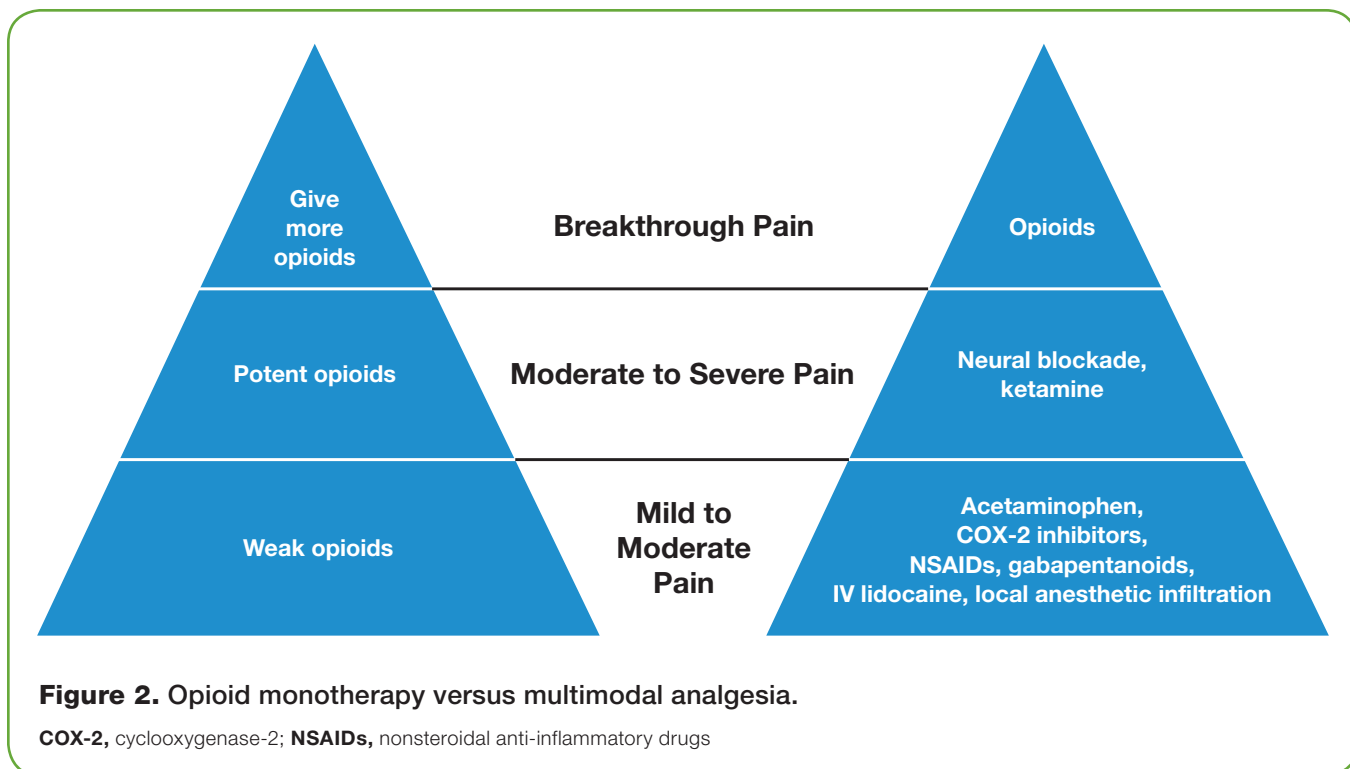 Give
more
opioids
Breakthrough Pain
Opioids
Potent opioids
Moderate to Severe Pain
Neural blockade,
ketamine
Weak opioids
Mild to
Moderate
Pain
Acetaminophen,
COX-2 inhibitors,
NSAIDs, gabapentanoids,
IV lidocaine, local anesthetic infiltration
Figure 2. Opioid monotherapy versus multimodal analgesia.
COX-2, cyclooxygenase-2; NSAIDs, nonsteroidal anti-inflammatory drugs